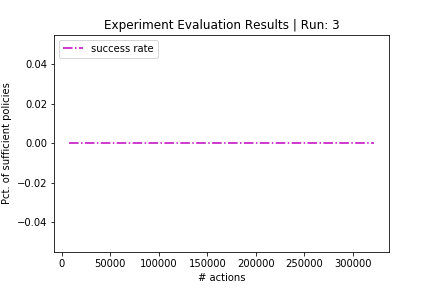 Experiment Evaluation Results | Run: 3
success rate
Pct. of sufficient policies
0.04
0.02
0.00
−0.02
−0.04
0 50000 100000 150000 200000 250000 300000
# actions